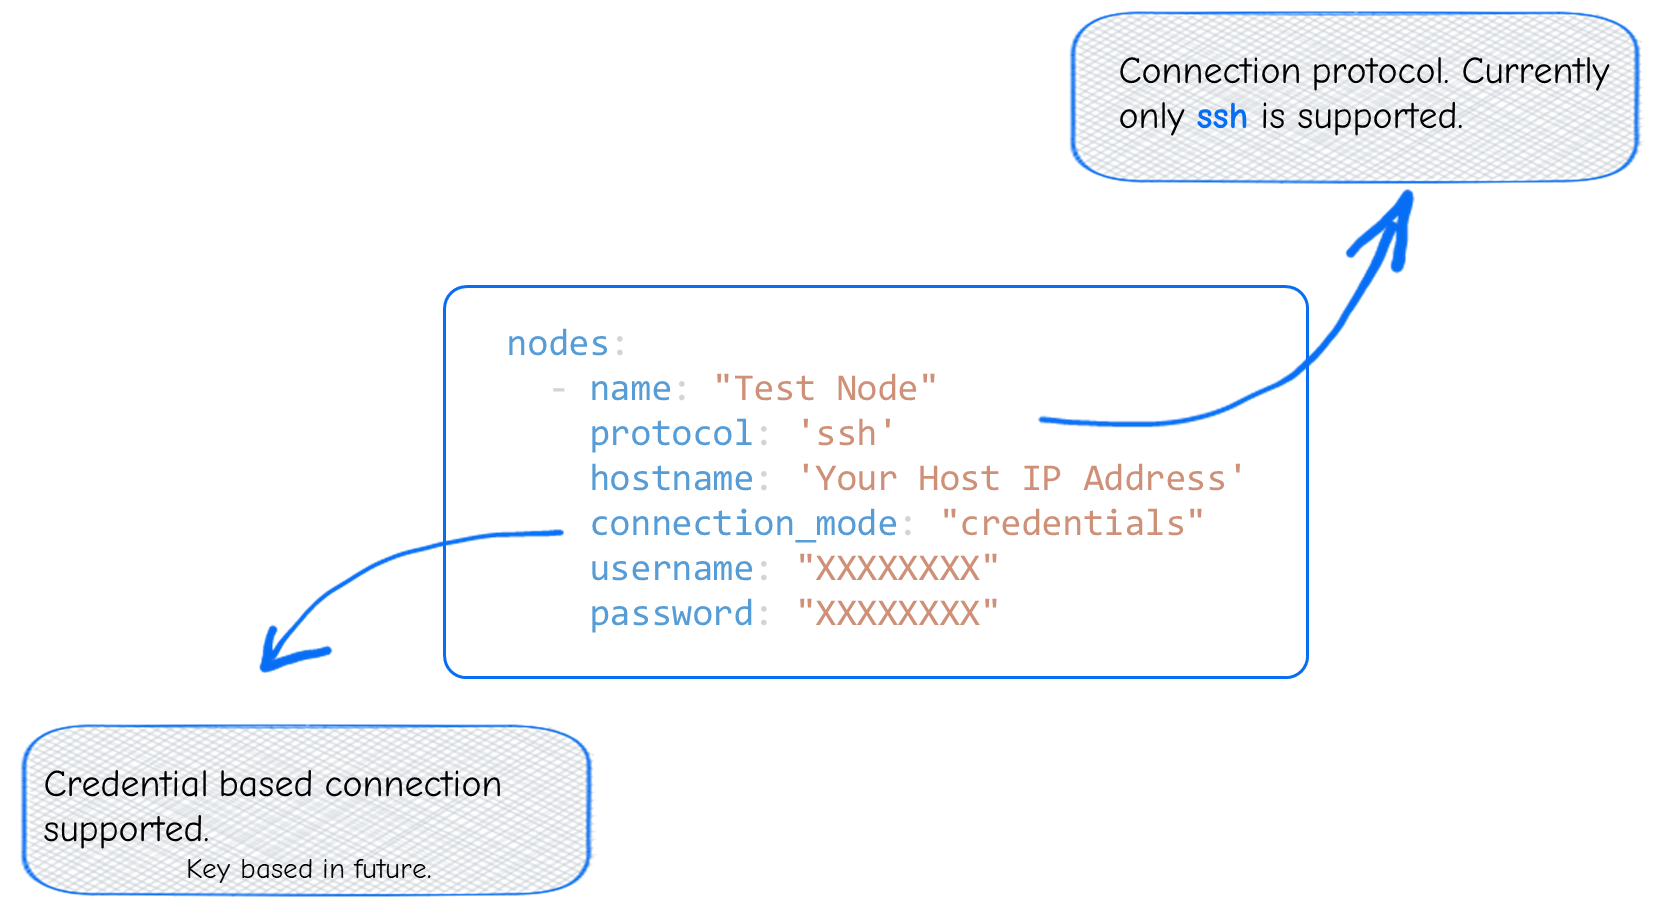 Connection protocol. Currently
only ssh is supported.
nodes:
  - name: "Test Node"
    protocol: 'ssh'
    hostname: 'Your Host IP Address'
    connection_mode: "credentials"
    username: "XXXXXXXX"
    password: "XXXXXXXX"
Credential based connection
supported.
Key based in future.